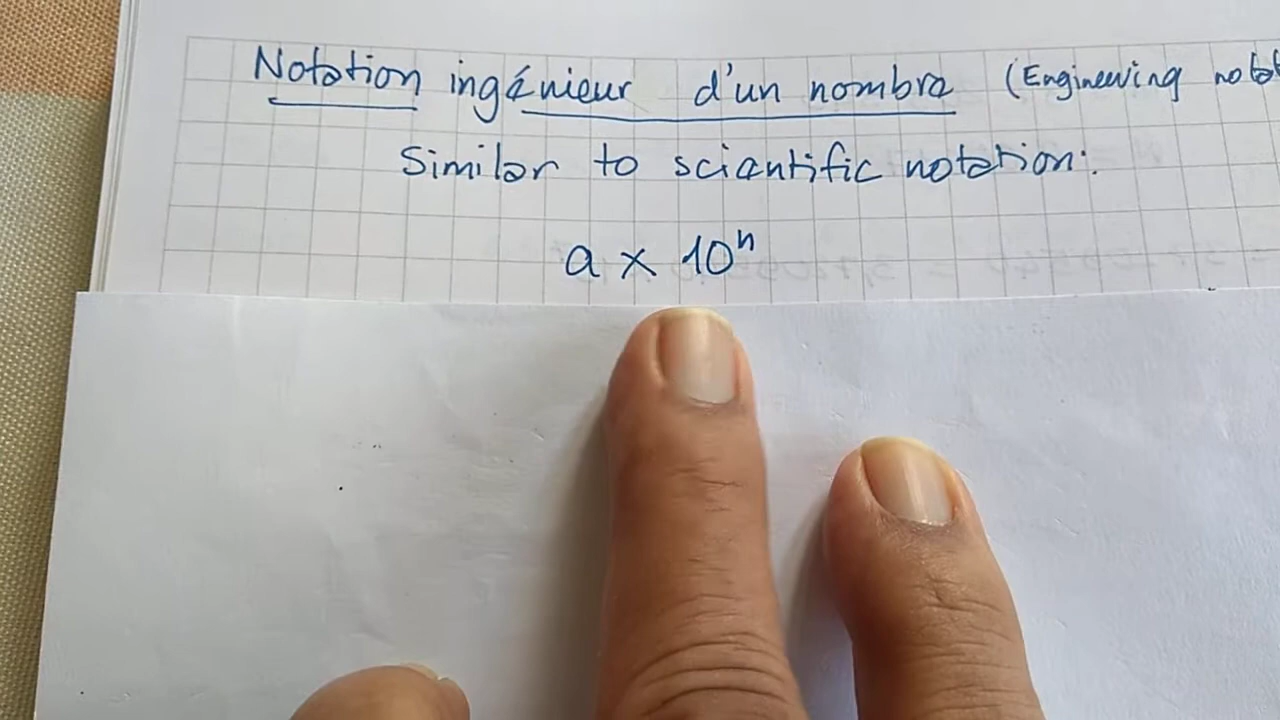 Notation ingénieur d'un nombre (Engineering
Similar to scientific notation:
a × 10ⁿ